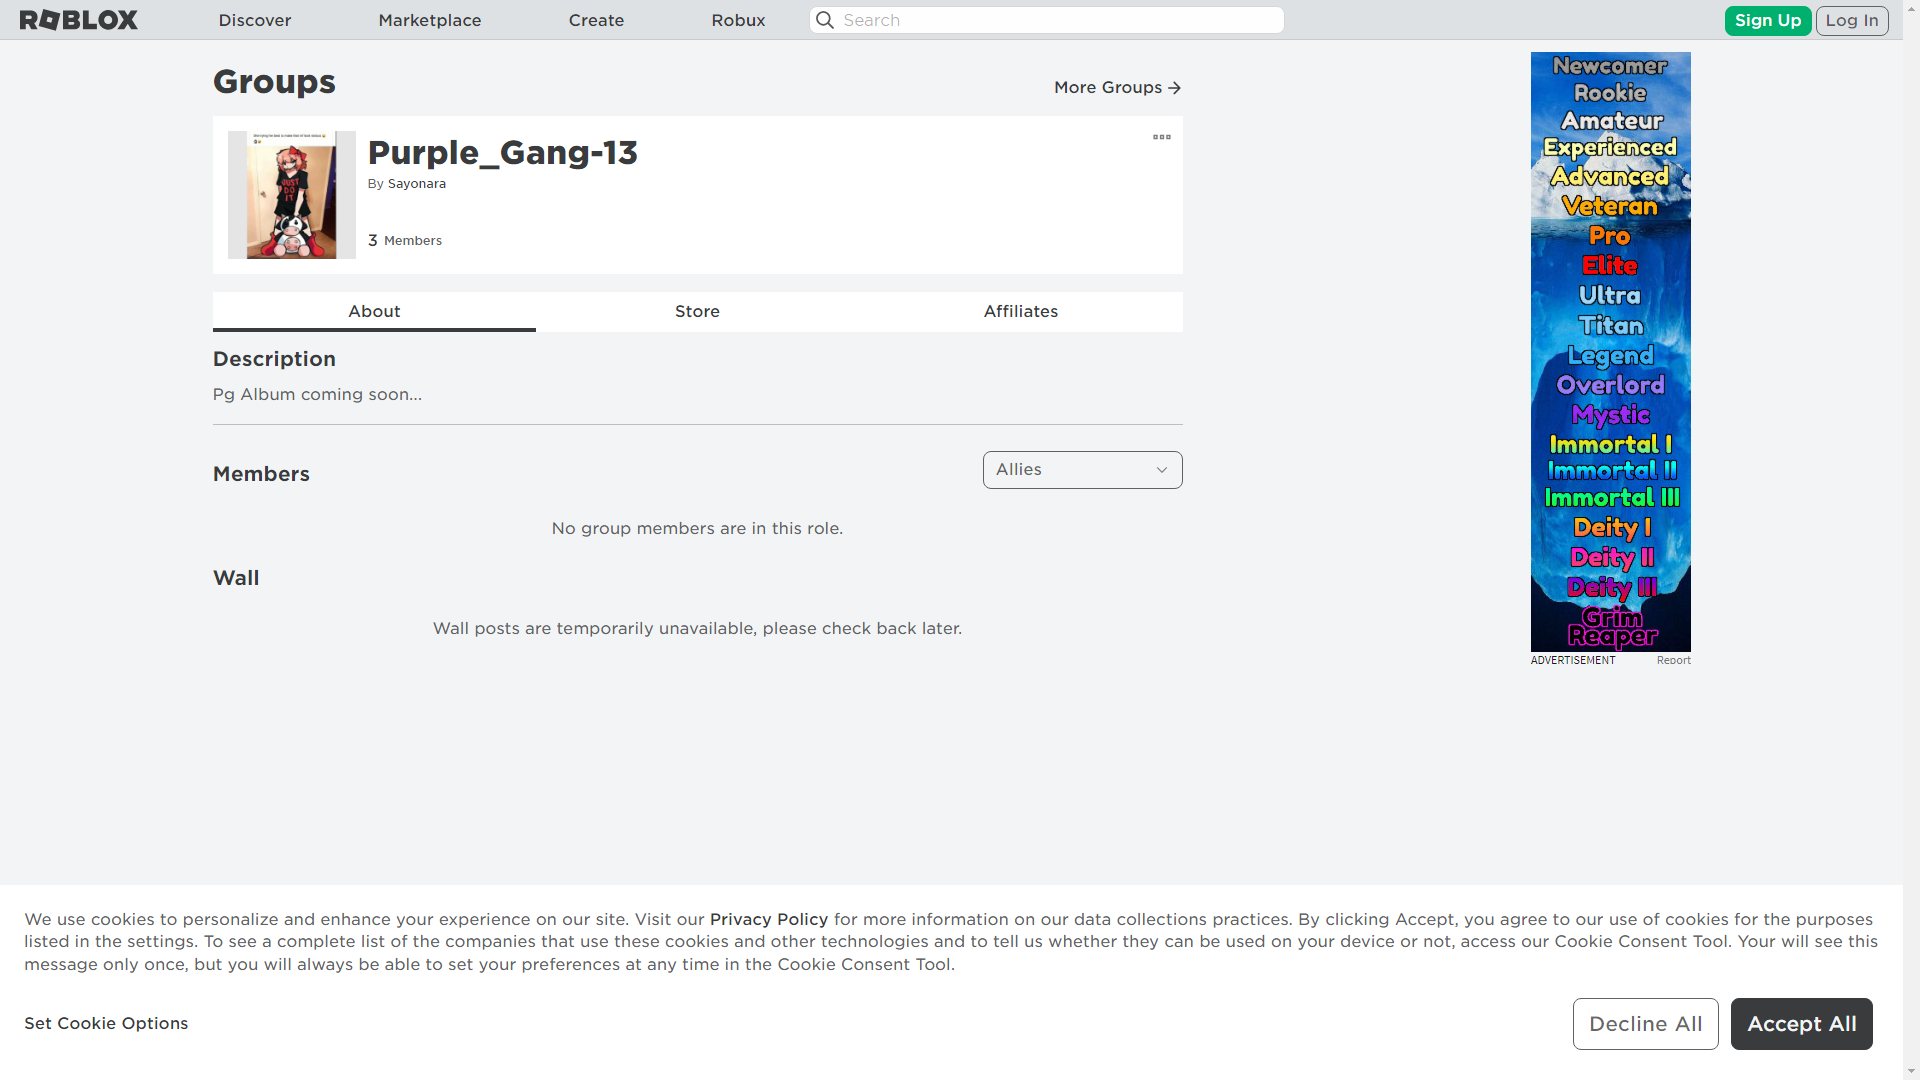 ROBLOX
Discover
Marketplace
Create
Robux
Search
Sign Up
Log In
Groups
More Groups
Purple_Gang-13
By Sayonara
3 Members
JUST
DO
IT
About
Store
Affiliates
Description
Pg Album coming soon...
Members
Allies
No group members are in this role.
Wall
Wall posts are temporarily unavailable, please check back later.
Newcomer
Rookie
Amateur
Experienced
Advanced
Veteran
Pro
Elite
Ultra
Titan
Legend
Overlord
Mystic
Immortal I
Immortal II
Immortal III
Deity I
Deity II
Deity III
Grim
Reaper
ADVERTISEMENT
Report
We use cookies to personalize and enhance your experience on our site. Visit our Privacy Policy for more information on our data collections practices. By clicking Accept, you agree to our use of cookies for the purposes
listed in the settings. To see a complete list of the companies that use these cookies and other technologies and to tell us whether they can be used on your device or not, access our Cookie Consent Tool. Your will see this
message only once, but you will always be able to set your preferences at any time in the Cookie Consent Tool.
Set Cookie Options
Decline All
Accept All